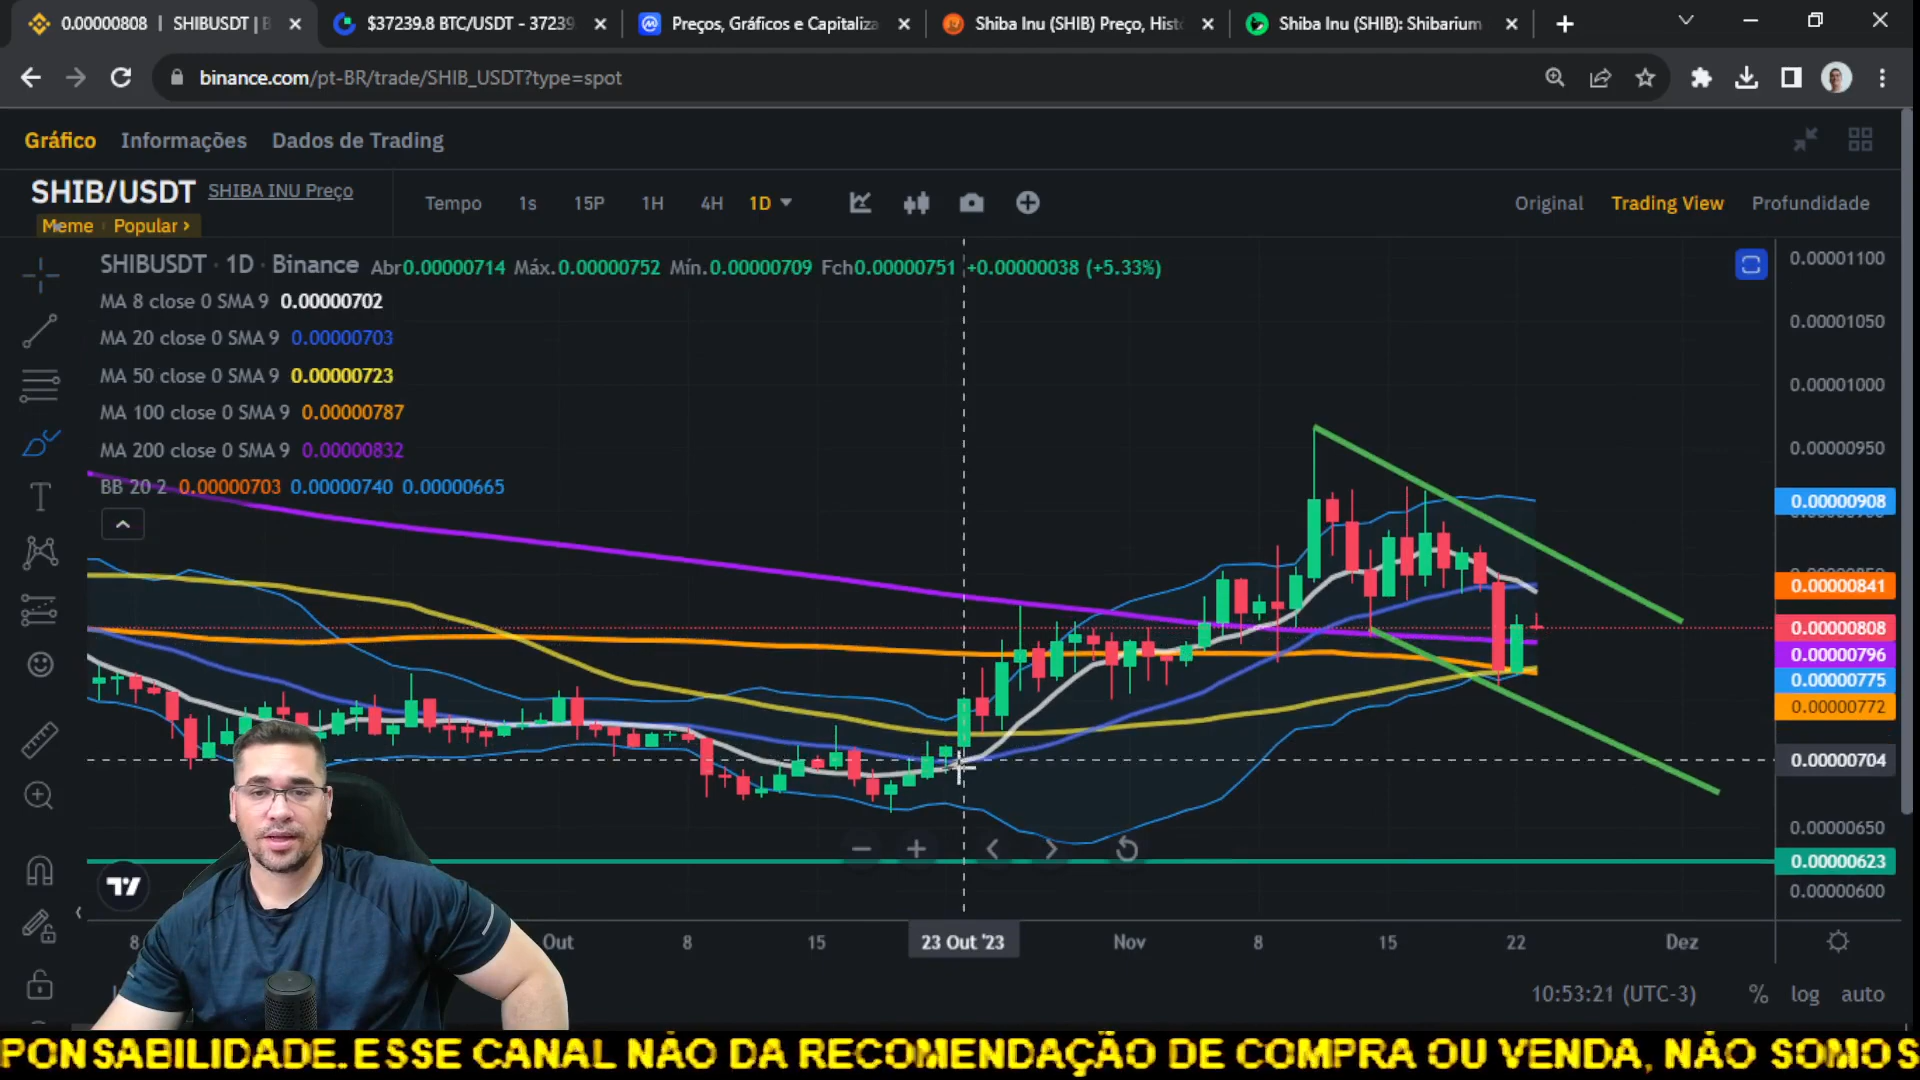 0.00000808 | SHIBUSDT | B
$37239.8 BTC/USDT - 37239
Preços, Gráficos e Capitaliza
Shiba Inu (SHIB) Preço, Hist
Shiba Inu (SHIB): Shibarium
binance.com/pt-BR/trade/SHIB_USDT?type=spot
Gráfico Informações Dados de Trading
SHIB/USDT SHIBA INU Preço
Meme Popular >
Tempo 1s 15P 1H 4H 1D
Original Trading View Profundidade
SHIBUSDT · 1D · Binance Abr0.00000714 Máx.0.00000752 Mín.0.00000709 Fch0.00000751 +0.00000038 (+5.33%)
MA 8 close 0 SMA 9 0.00000702
MA 20 close 0 SMA 9 0.00000703
MA 50 close 0 SMA 9 0.00000723
MA 100 close 0 SMA 9 0.00000787
MA 200 close 0 SMA 9 0.00000832
BB 20 2 0.00000703 0.00000740 0.00000665
0.00001100
0.00001050
0.00001000
0.00000950
0.00000908
0.00000841
0.00000808
0.00000796
0.00000775
0.00000772
0.00000704
0.00000650
0.00000623
0.00000600
8 Out 8 15 23 Out '23 Nov 8 15 22 Dez
10:53:21 (UTC-3) % log auto
PONSABILIDADE.ESSE CANAL NÃO DA RECOMENDAÇÃO DE COMPRA OU VENDA, NÃO SOMOS